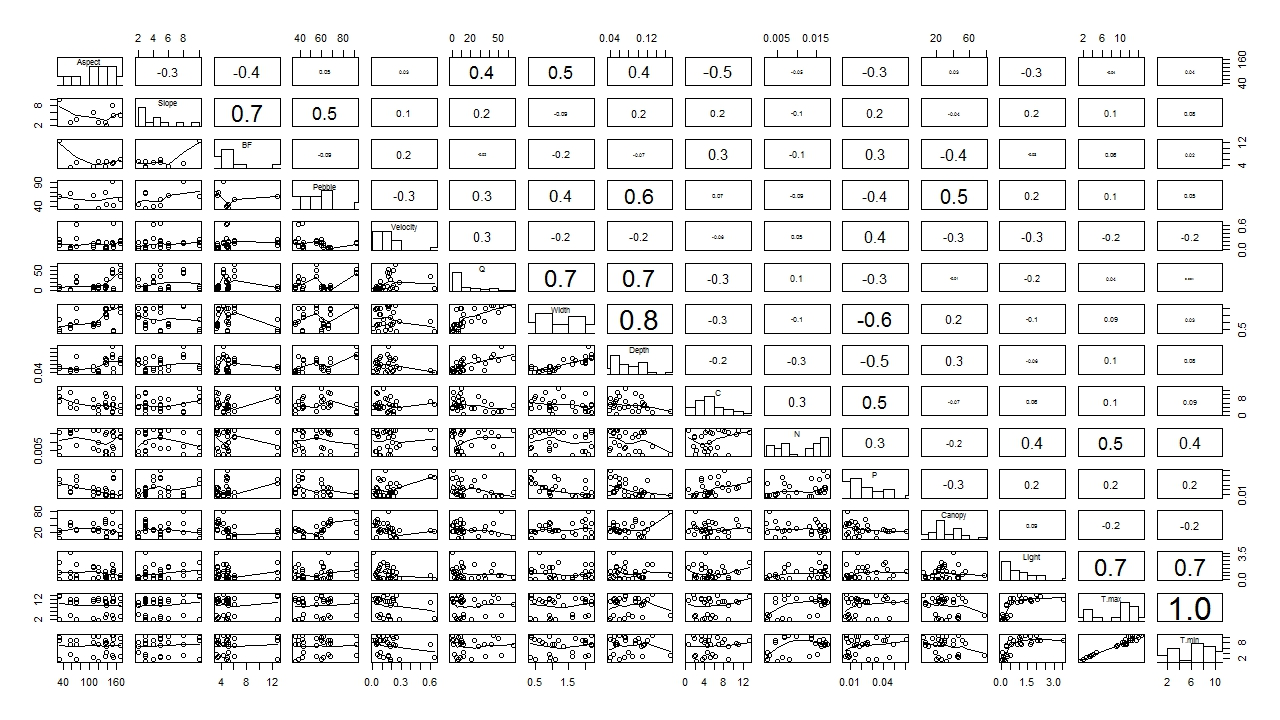 2 4 6 8 40 60 80 0 20 50 0.04 0.12 0.005 0.015 20 60 2 6 10
Aspect -0.3 -0.4 0.4 0.5 0.4 -0.5 -0.3 -0.3 40 160
2 8 Slope 0.7 0.5 0.1 0.2 -0.09 0.2 0.2 -0.1 0.2 0.2 0.1
BF 0.2 -0.2 -0.07 0.3 -0.1 0.3 -0.4 4 12
40 90 Pebble -0.3 0.3 0.4 0.6 0.07 -0.09 -0.4 0.5 0.2 0.1
Velocity 0.3 -0.2 -0.2 0.4 -0.3 -0.3 -0.2 -0.2 0.0 0.6
0 50 Q 0.7 0.7 -0.3 0.1 -0.3 -0.2
Width 0.8 -0.3 -0.1 -0.6 0.2 -0.1 0.09 0.5
0.04 Depth -0.2 -0.3 -0.5 0.3 0.1
C 0.3 0.5 -0.07 0.1 0.09 0 8
0.005 N 0.3 -0.2 0.4 0.5 0.4
P -0.3 0.2 0.2 0.2 0.01
20 80 Canopy -0.2 -0.2
Light 0.7 0.7 0.0 3.5
2 12 T.max 1.0
T.min 2 8
40 100 160 4 8 12 0.0 0.3 0.6 0.5 1.5 0 4 8 12 0.01 0.04 0.0 1.5 3.0 2 6 10